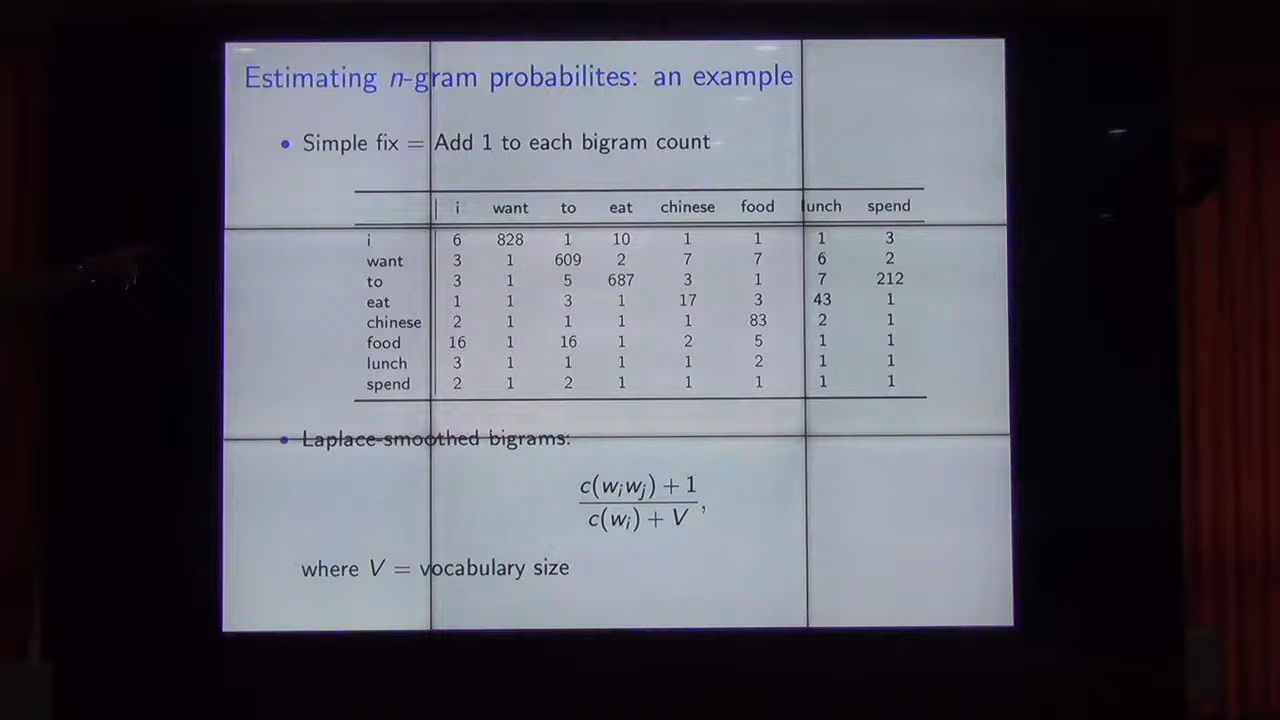 Estimating n-gram probabilites: an example
• Simple fix = Add 1 to each bigram count
i want to eat chinese food lunch spend
i 6 828 1 10 1 1 1 3
want 3 1 609 2 7 7 6 2
to 3 1 5 687 3 1 7 212
eat 1 1 3 1 17 3 43 1
chinese 2 1 1 1 1 83 2 1
food 16 1 16 1 2 5 1 1
lunch 3 1 1 1 1 2 1 1
spend 2 1 2 1 1 1 1 1
• Laplace-smoothed bigrams:
c(wᵢwⱼ) + 1
c(wᵢ) + V ,
where V = vocabulary size